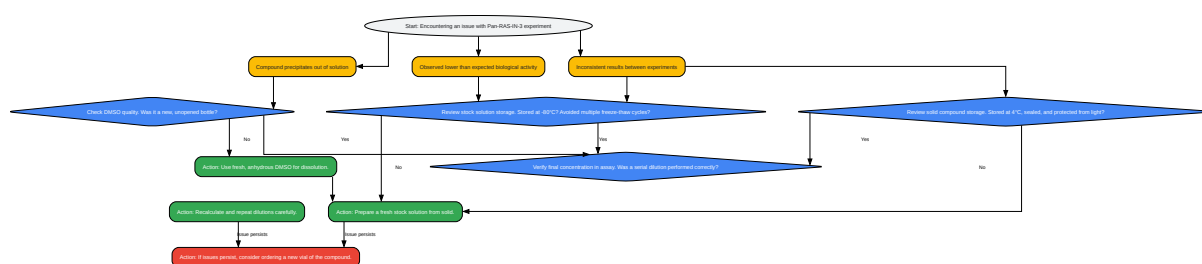 Start: Encountering an issue with Pan-RAS-IN-3 experiment
Compound precipitates out of solution
Observed lower than expected biological activity
Inconsistent results between experiments
Check DMSO quality. Was it a new, unopened bottle?
Review stock solution storage. Stored at -80°C? Avoided multiple freeze-thaw cycles?
Review solid compound storage. Stored at 4°C, sealed, and protected from light?
No
Yes
Yes
Yes
Action: Use fresh, anhydrous DMSO for dissolution.
No
Verify final concentration in assay. Was a serial dilution performed correctly?
No
Action: Recalculate and repeat dilutions carefully.
Action: Prepare a fresh stock solution from solid.
Issue persists
Issue persists
Action: If issues persist, consider ordering a new vial of the compound.